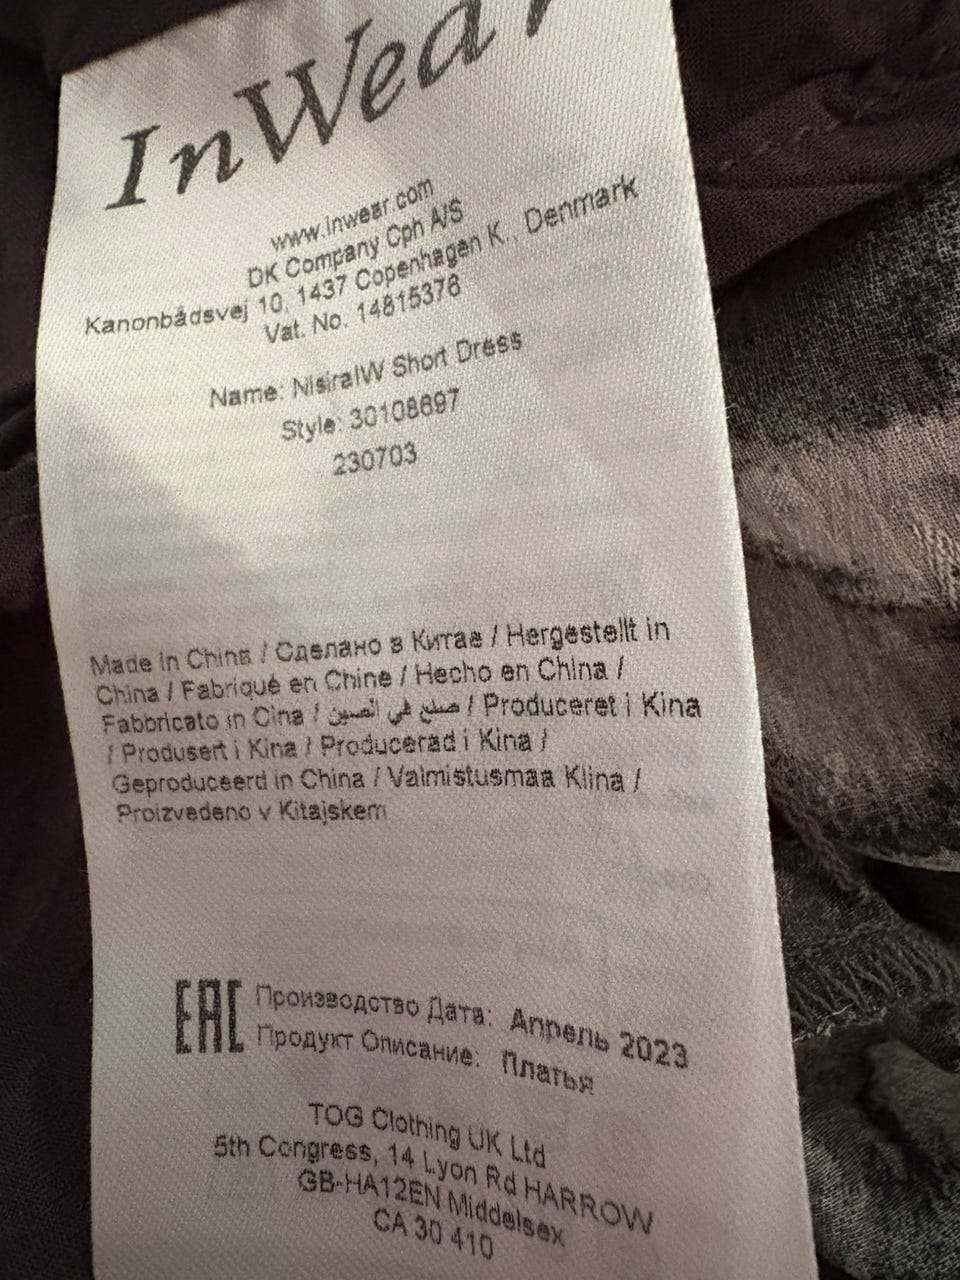 InWear
www.inwear.com
DK Company Cph A/S
Kanonbådsvej 10, 1437 Copenhagen K., Denmark
Vat. No. 14815376
Name: NisiraIW Short Dress
Style: 30108697
230703
Made in China / Сделано в Китае / Hergestellt in
China / Fabriqué en Chine / Hecho en China /
Fabbricato in Cina / صنع في الصين / Produceret i Kina
/ Produsert i Kina / Producerad i Kina /
Geproduceerd in China / Valmistusmaa Kiina /
Proizvedeno v Kitajskem
EAC Производство Дата: Апрель 2023
Продукт Описание: Платья
TOG Clothing UK Ltd
5th Congress, 14 Lyon Rd HARROW
GB-HA12EN Middelsex
CA 30 410